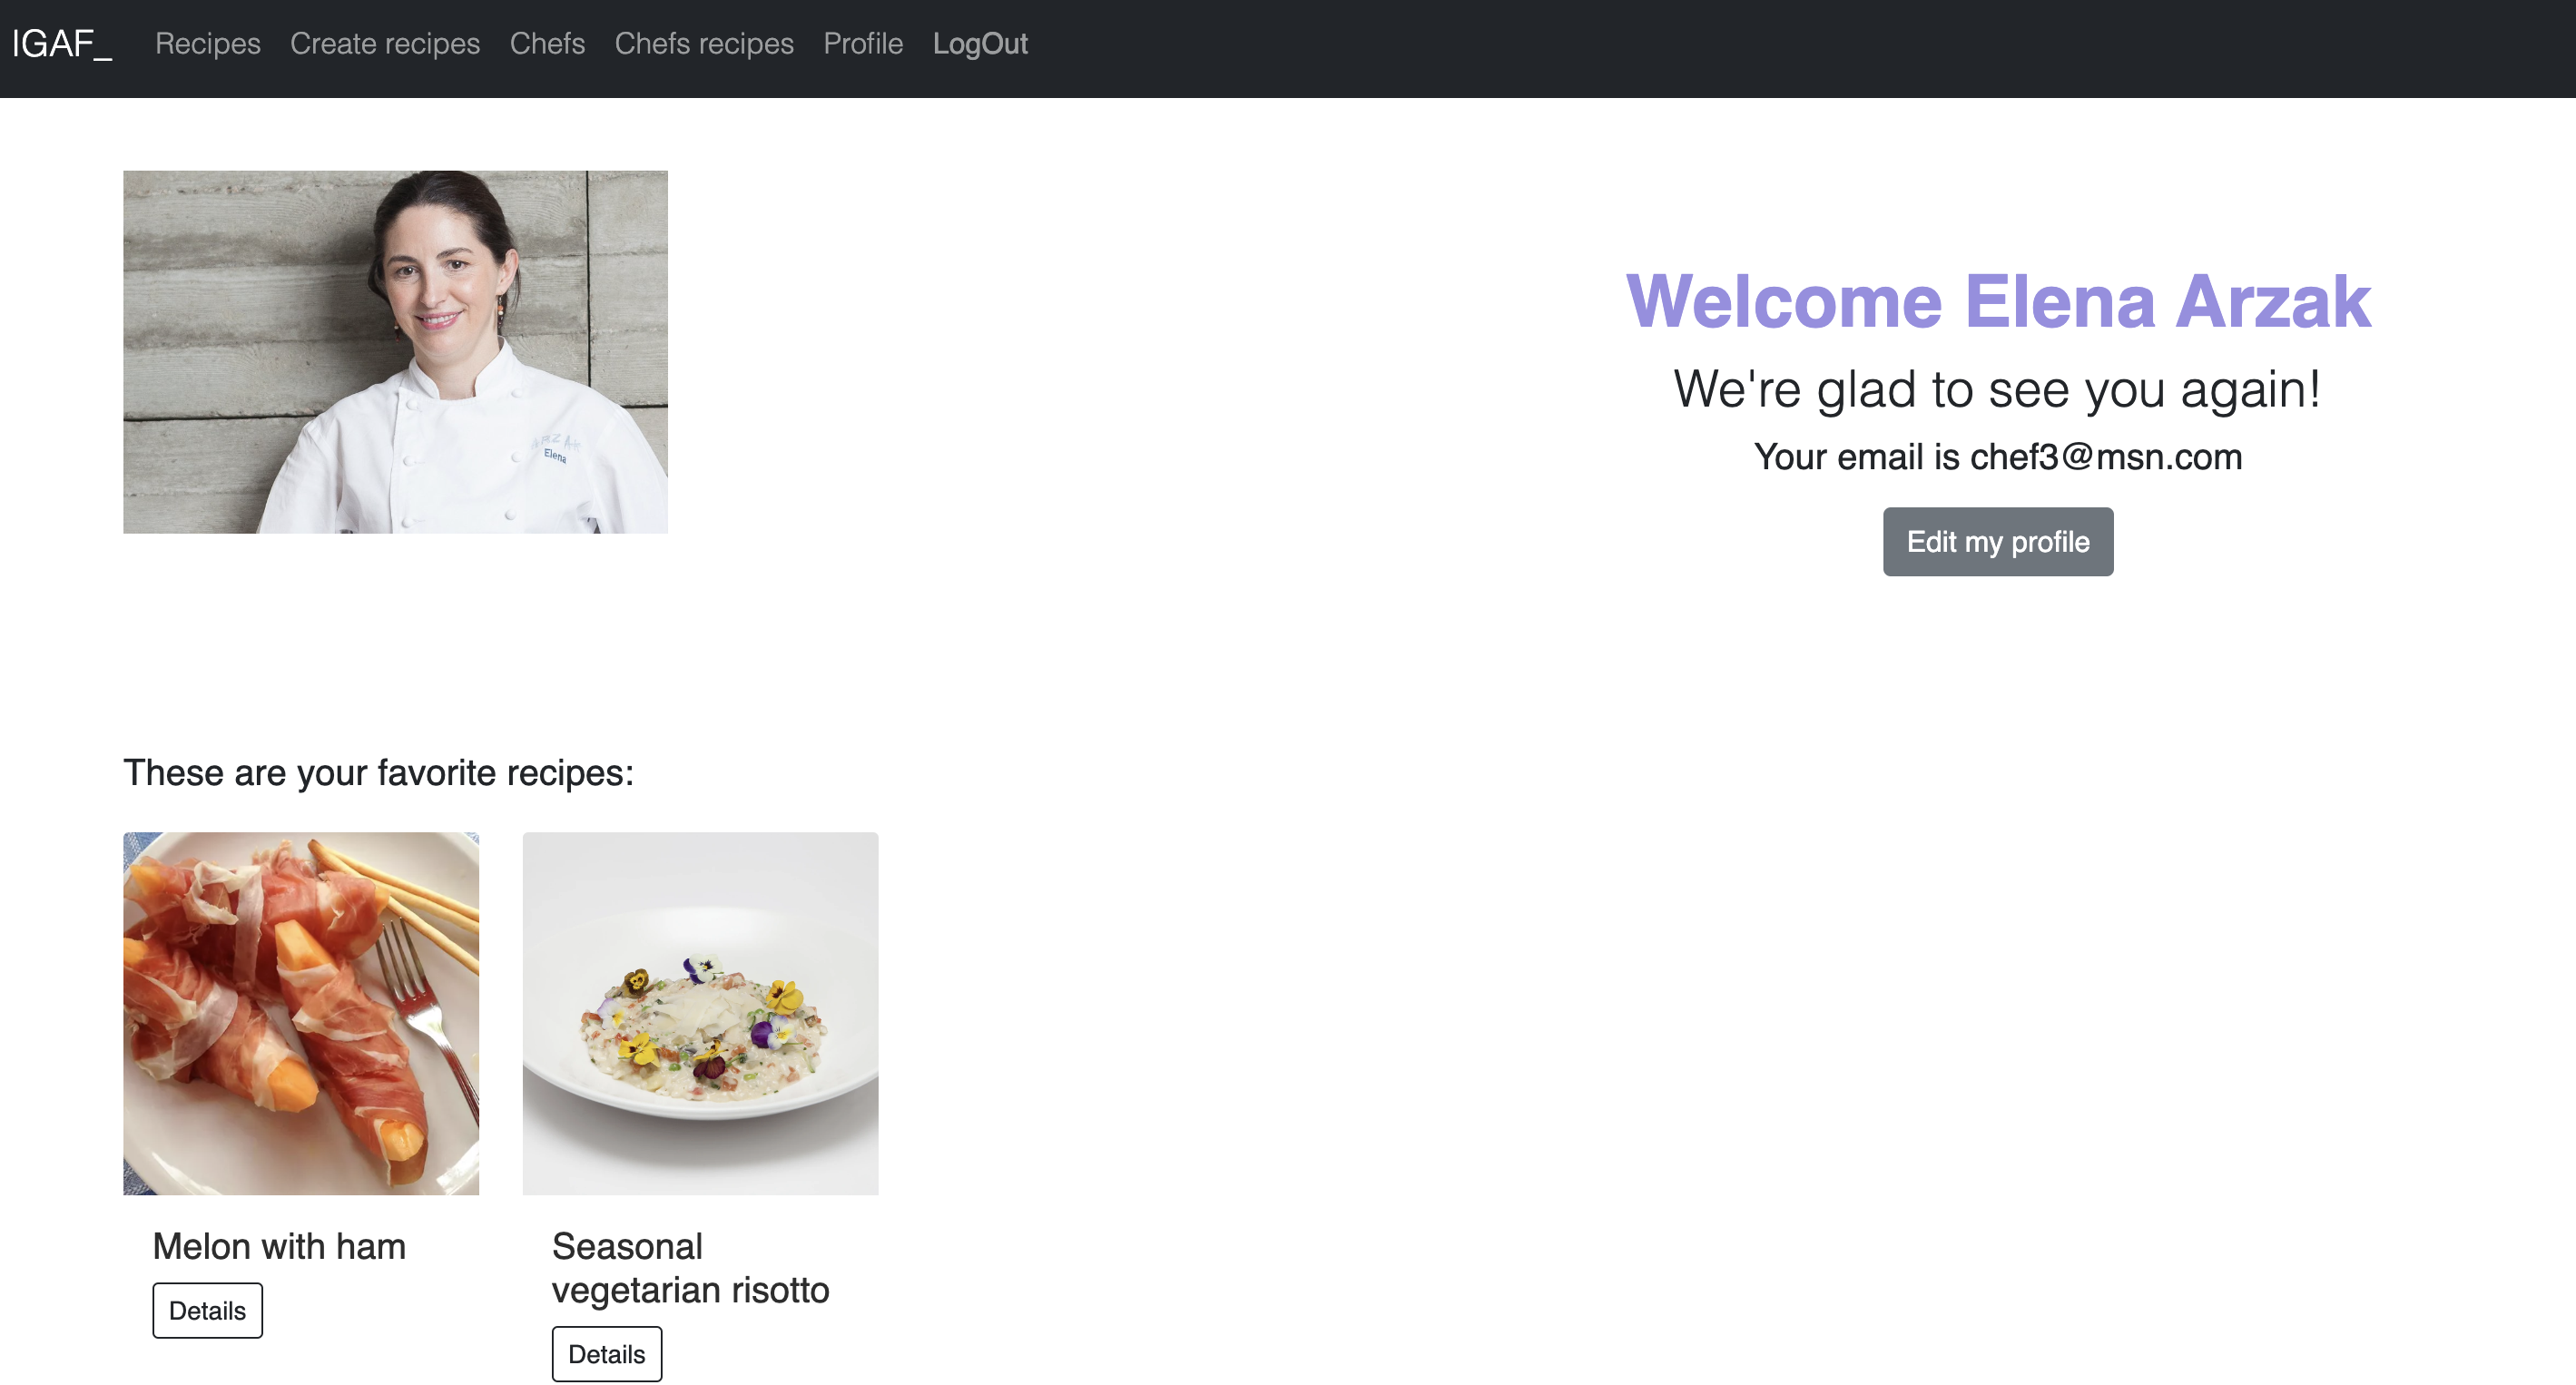 IGAF_ Recipes Create recipes Chefs Chefs recipes Profile LogOut
Elena
Welcome Elena Arzak
We're glad to see you again!
Your email is chef3@msn.com
Edit my profile
These are your favorite recipes:
Melon with ham
Details
Seasonal
vegetarian risotto
Details